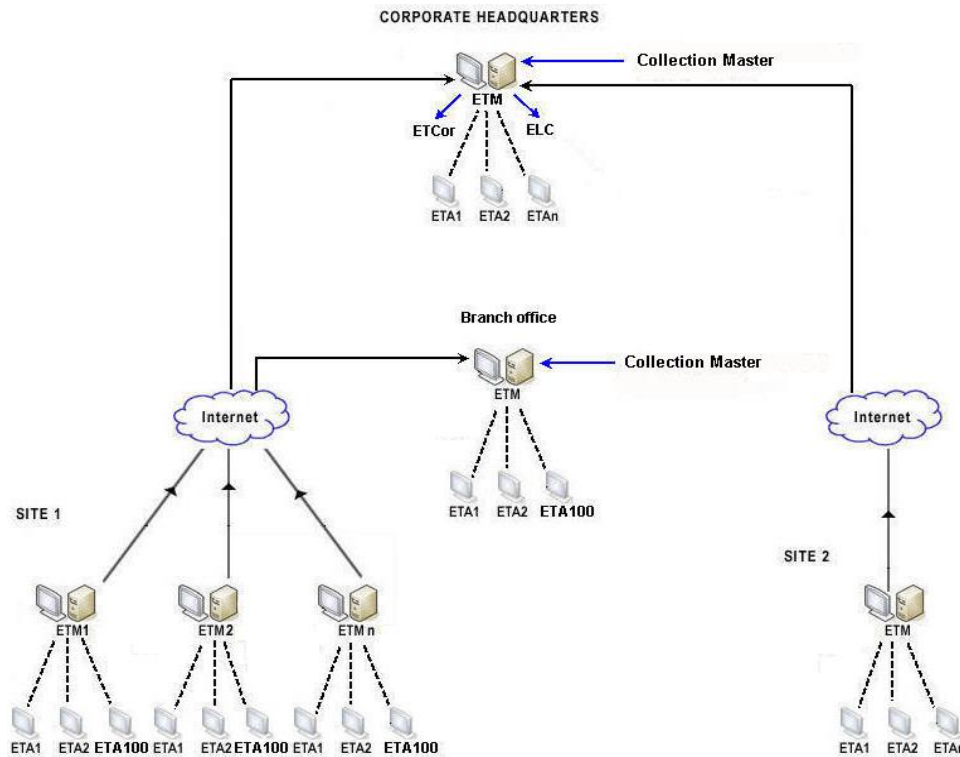 CORPORATE HEADQUARTERS
Collection Master
ETM
ETCor
ELC
ETA1 ETA2 ETAn
Branch office
Collection Master
ETM
Internet
Internet
ETA1 ETA2 ETA100
SITE 1
SITE 2
ETM1 ETM2 ETM n ETM
ETA1 ETA2 ETA100 ETA1 ETA2 ETA100 ETA1 ETA2 ETA100 ETA1 ETA2